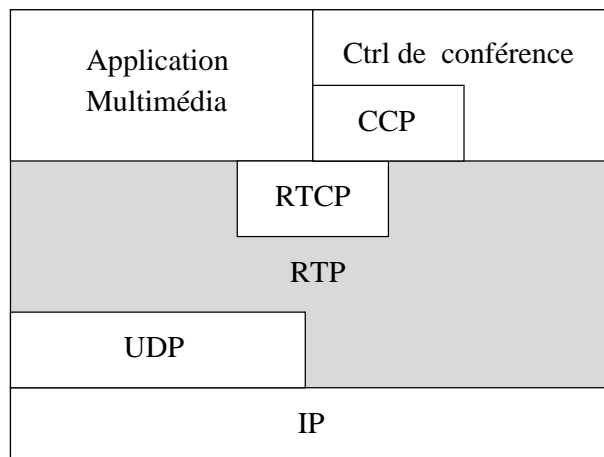 Application
Multimédia
Ctrl de conférence
CCP
RTCP
RTP
UDP
IP